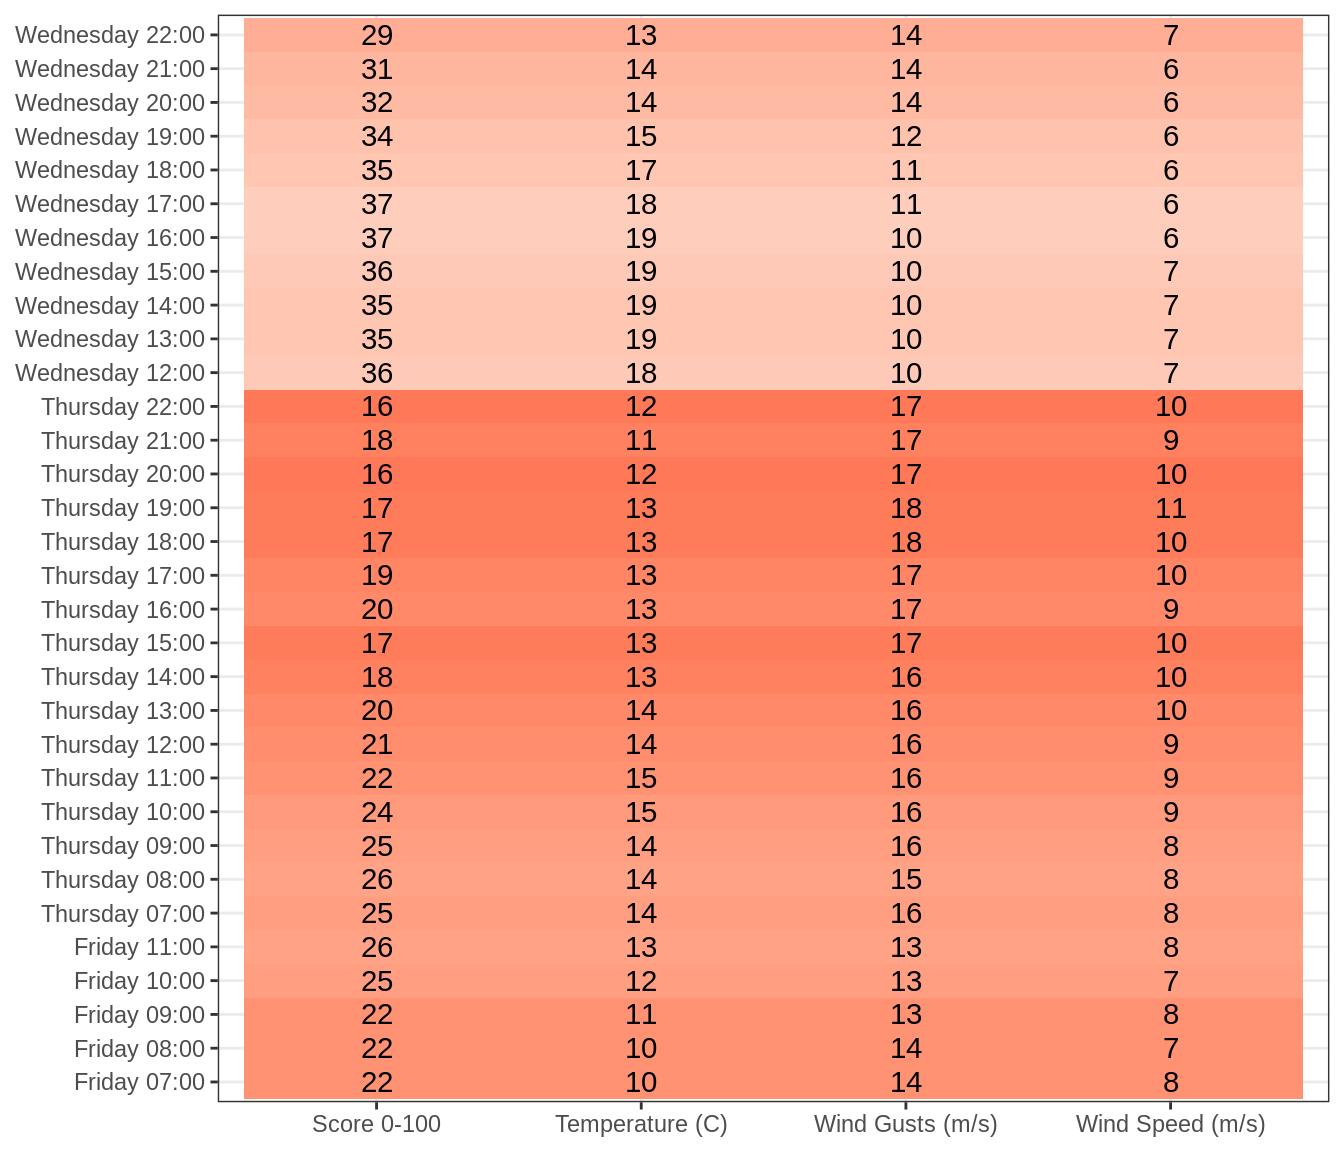 Wednesday 22:00 29 13 14 7
Wednesday 21:00 31 14 14 6
Wednesday 20:00 32 14 14 6
Wednesday 19:00 34 15 12 6
Wednesday 18:00 35 17 11 6
Wednesday 17:00 37 18 11 6
Wednesday 16:00 37 19 10 6
Wednesday 15:00 36 19 10 7
Wednesday 14:00 35 19 10 7
Wednesday 13:00 35 19 10 7
Wednesday 12:00 36 18 10 7
Thursday 22:00 16 12 17 10
Thursday 21:00 18 11 17 9
Thursday 20:00 16 12 17 10
Thursday 19:00 17 13 18 11
Thursday 18:00 17 13 18 10
Thursday 17:00 19 13 17 10
Thursday 16:00 20 13 17 9
Thursday 15:00 17 13 17 10
Thursday 14:00 18 13 16 10
Thursday 13:00 20 14 16 10
Thursday 12:00 21 14 16 9
Thursday 11:00 22 15 16 9
Thursday 10:00 24 15 16 9
Thursday 09:00 25 14 16 8
Thursday 08:00 26 14 15 8
Thursday 07:00 25 14 16 8
Friday 11:00 26 13 13 8
Friday 10:00 25 12 13 7
Friday 09:00 22 11 13 8
Friday 08:00 22 10 14 7
Friday 07:00 22 10 14 8
Score 0-100 Temperature (C) Wind Gusts (m/s) Wind Speed (m/s)